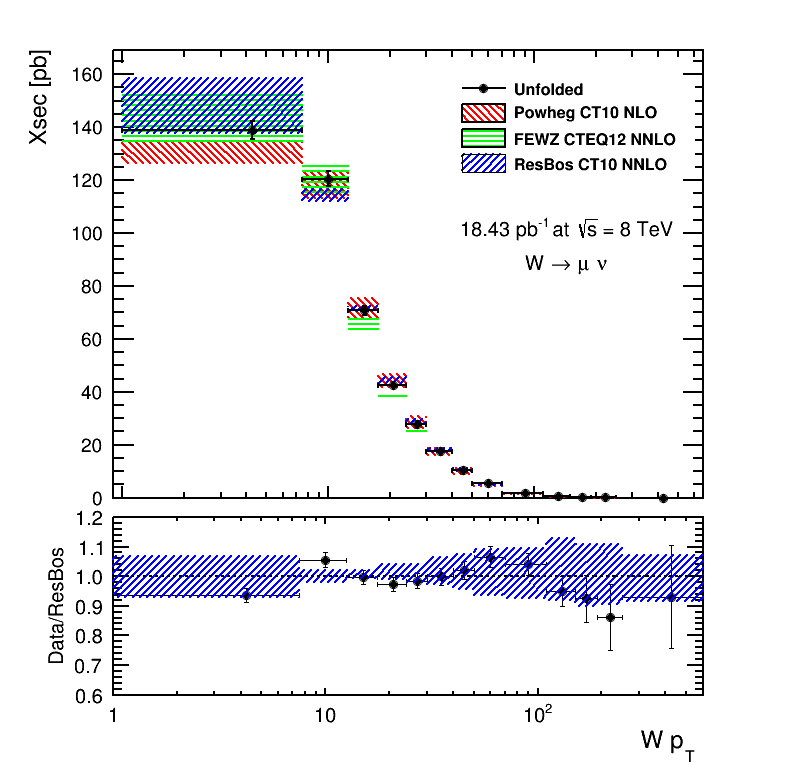 Xsec [pb]
160
140
120
100
80
60
40
20
0
Unfolded
Powheg CT10 NLO
FEWZ CTEQ12 NNLO
ResBos CT10 NNLO
18.43 pb⁻¹ at √s = 8 TeV
W → μ ν
Data/ResBos
1.2
1.1
1.0
0.9
0.8
0.7
0.6
1
10
10²
W p_T